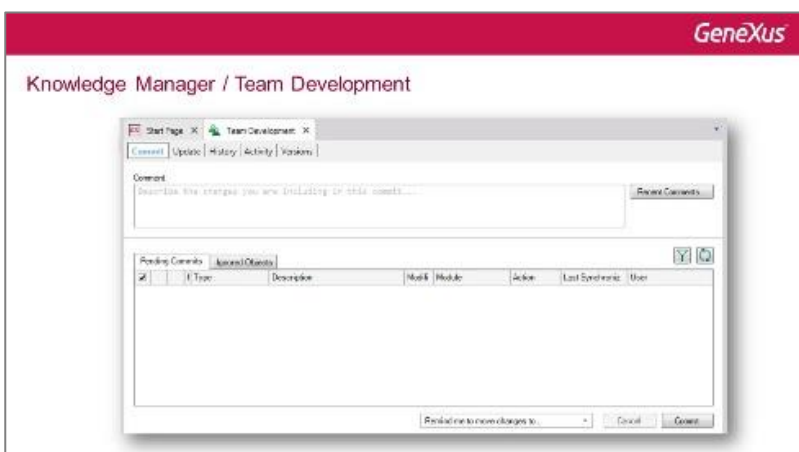 GeneXus
Knowledge Manager / Team Development
Start Page X Team Development X
Commit Update History Activity Versions
Comment
Describe the changes you are including in this commit...
Recent Comments
Pending Commits Ignored Objects
Type Description Modifi Module Action Last Synchroniz User
Remind me to move changes to...
Cancel Commit